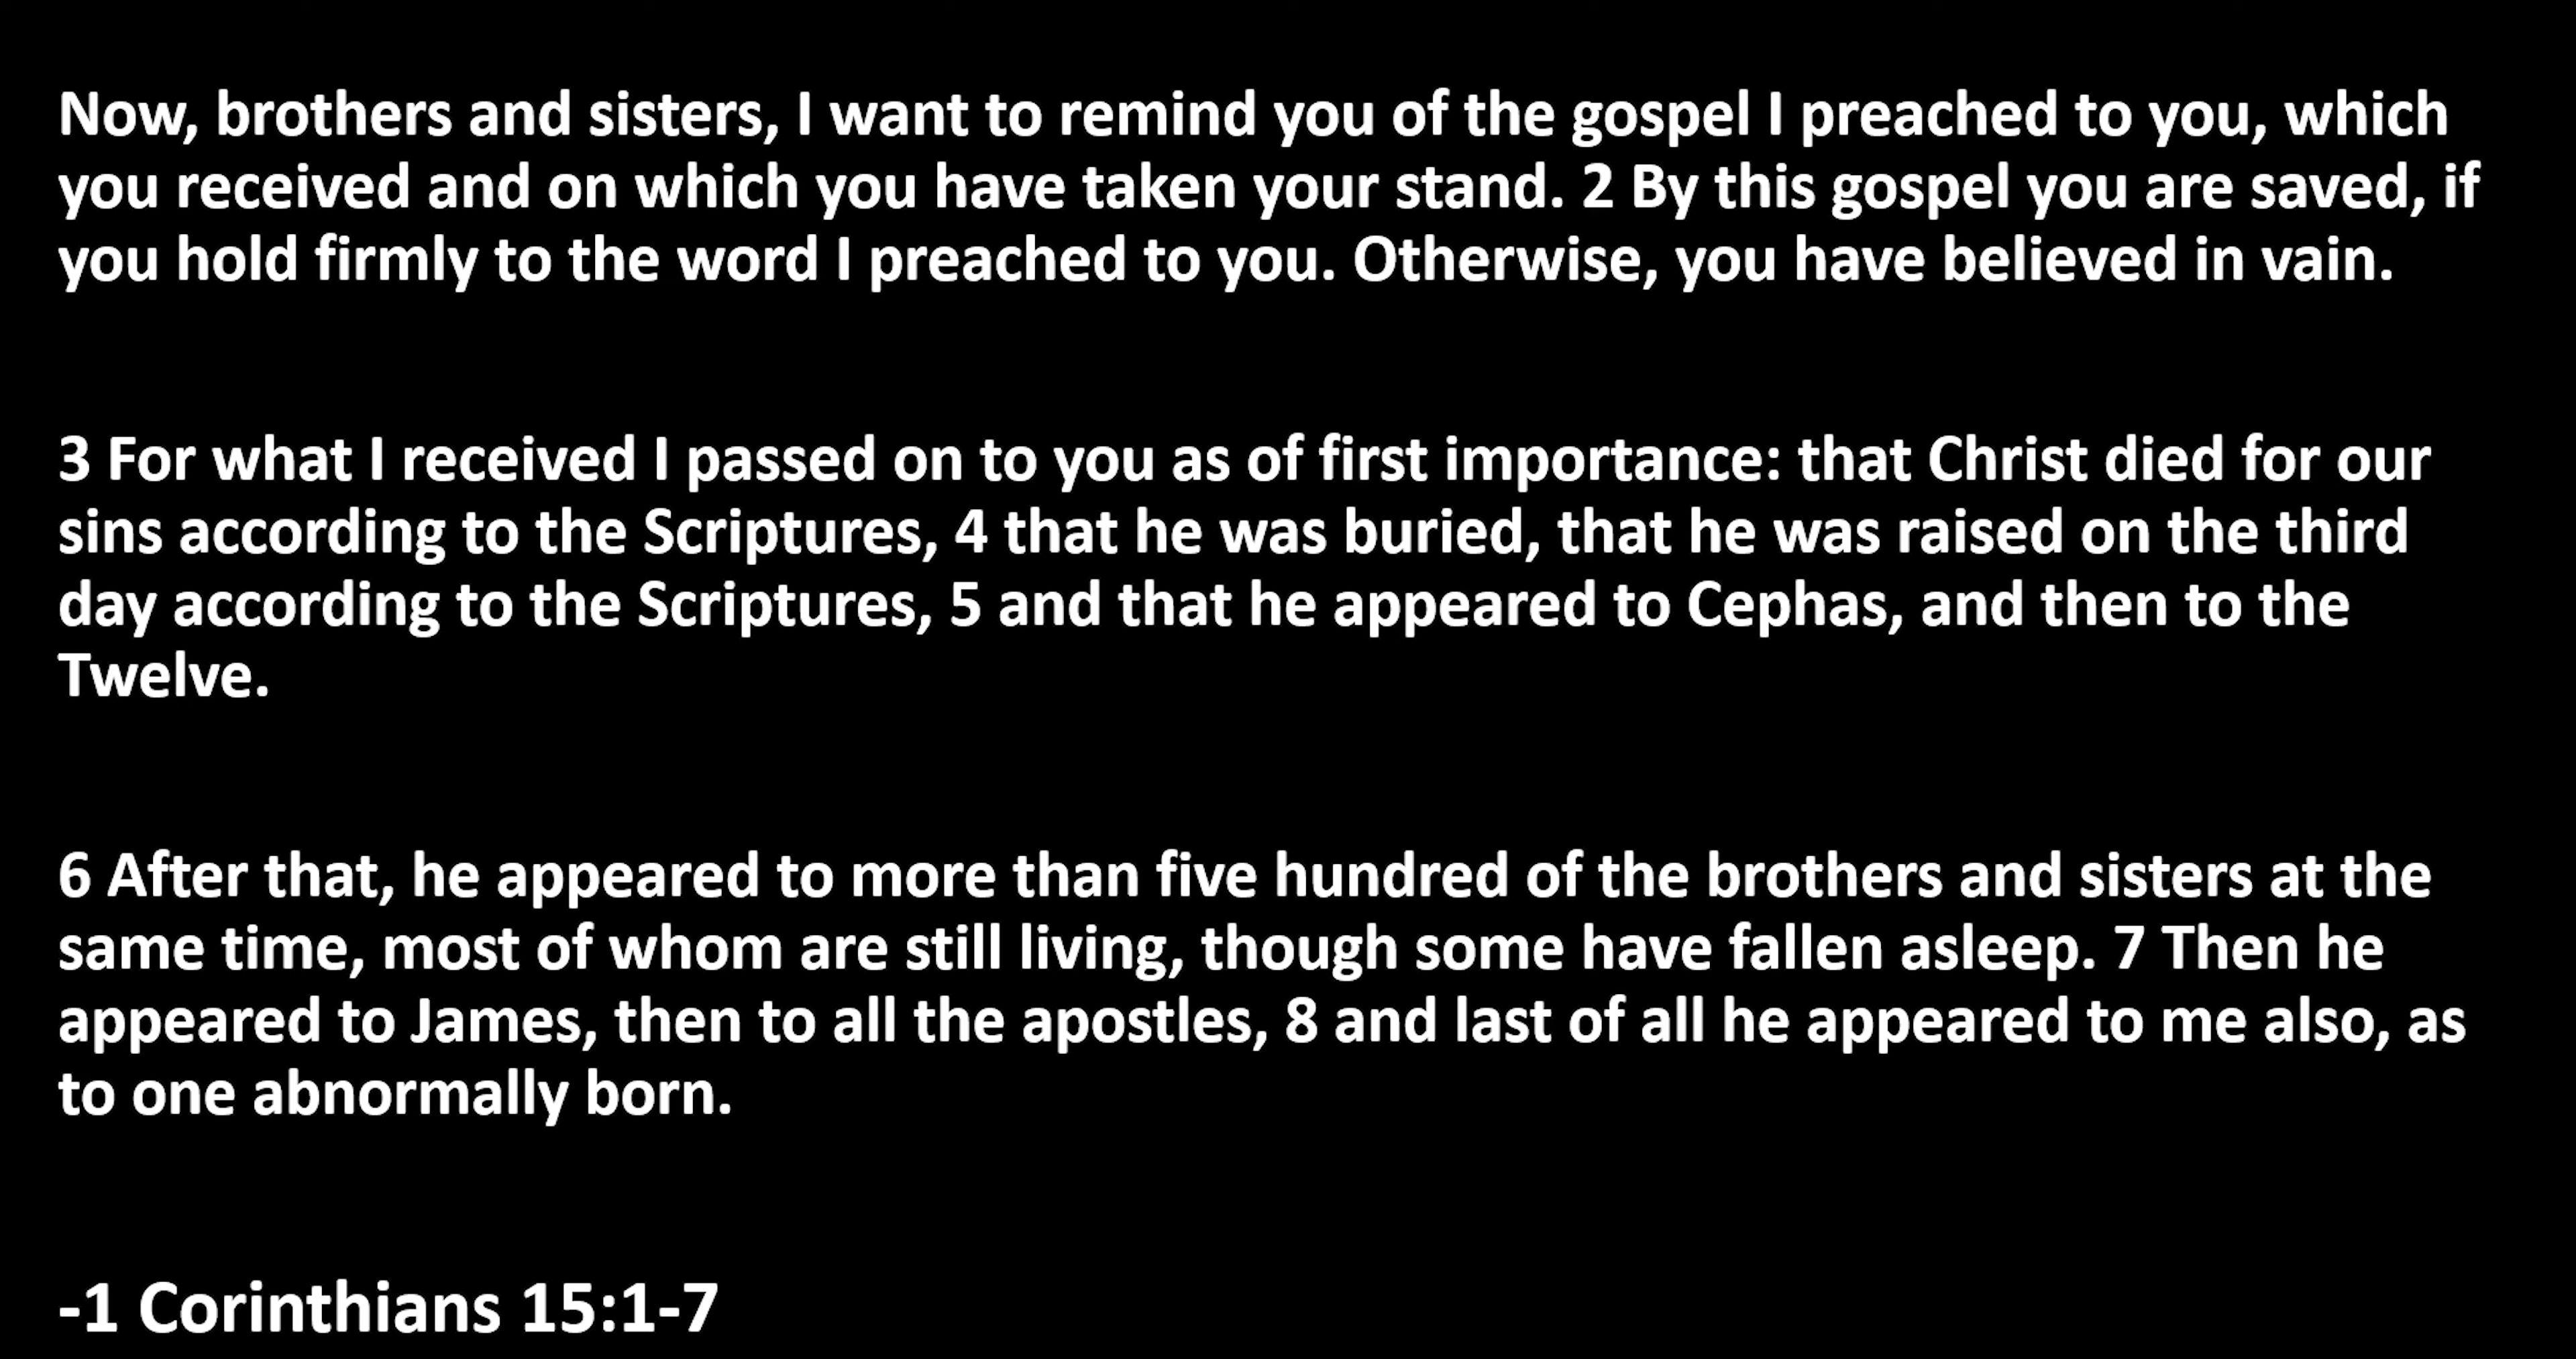 Now, brothers and sisters, I want to remind you of the gospel I preached to you, which
you received and on which you have taken your stand. 2 By this gospel you are saved, if
you hold firmly to the word I preached to you. Otherwise, you have believed in vain.
3 For what I received I passed on to you as of first importance: that Christ died for our
sins according to the Scriptures, 4 that he was buried, that he was raised on the third
day according to the Scriptures, 5 and that he appeared to Cephas, and then to the
Twelve.
6 After that, he appeared to more than five hundred of the brothers and sisters at the
same time, most of whom are still living, though some have fallen asleep. 7 Then he
appeared to James, then to all the apostles, 8 and last of all he appeared to me also, as
to one abnormally born.
-1 Corinthians 15:1-7